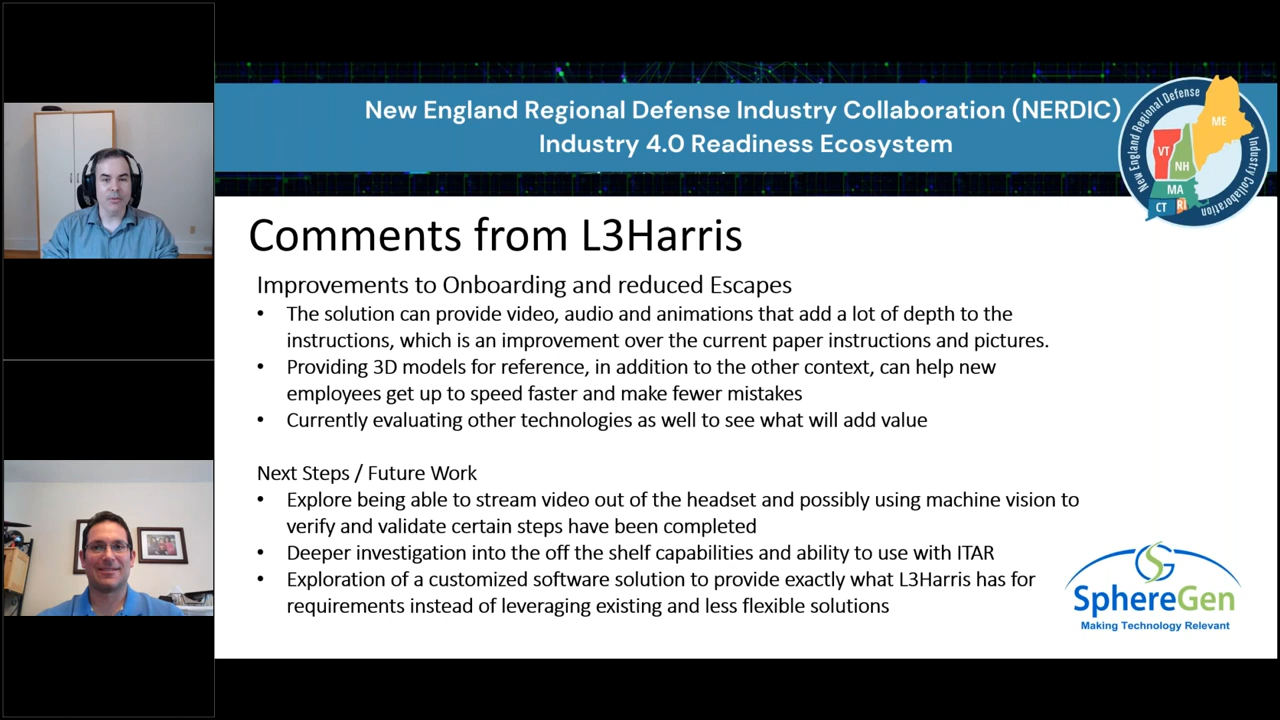 New England Regional Defense Industry Collaboration (NERDIC)
Industry 4.0 Readiness Ecosystem
New England Regional Defense
Industry Collaboration
ME
VT
NH
MA
CT
RI
Comments from L3Harris
Improvements to Onboarding and reduced Escapes
• The solution can provide video, audio and animations that add a lot of depth to the
instructions, which is an improvement over the current paper instructions and pictures.
• Providing 3D models for reference, in addition to the other context, can help new
employees get up to speed faster and make fewer mistakes
• Currently evaluating other technologies as well to see what will add value
Next Steps / Future Work
• Explore being able to stream video out of the headset and possibly using machine vision to
verify and validate certain steps have been completed
• Deeper investigation into the off the shelf capabilities and ability to use with ITAR
• Exploration of a customized software solution to provide exactly what L3Harris has for
requirements instead of leveraging existing and less flexible solutions
SphereGen
Making Technology Relevant